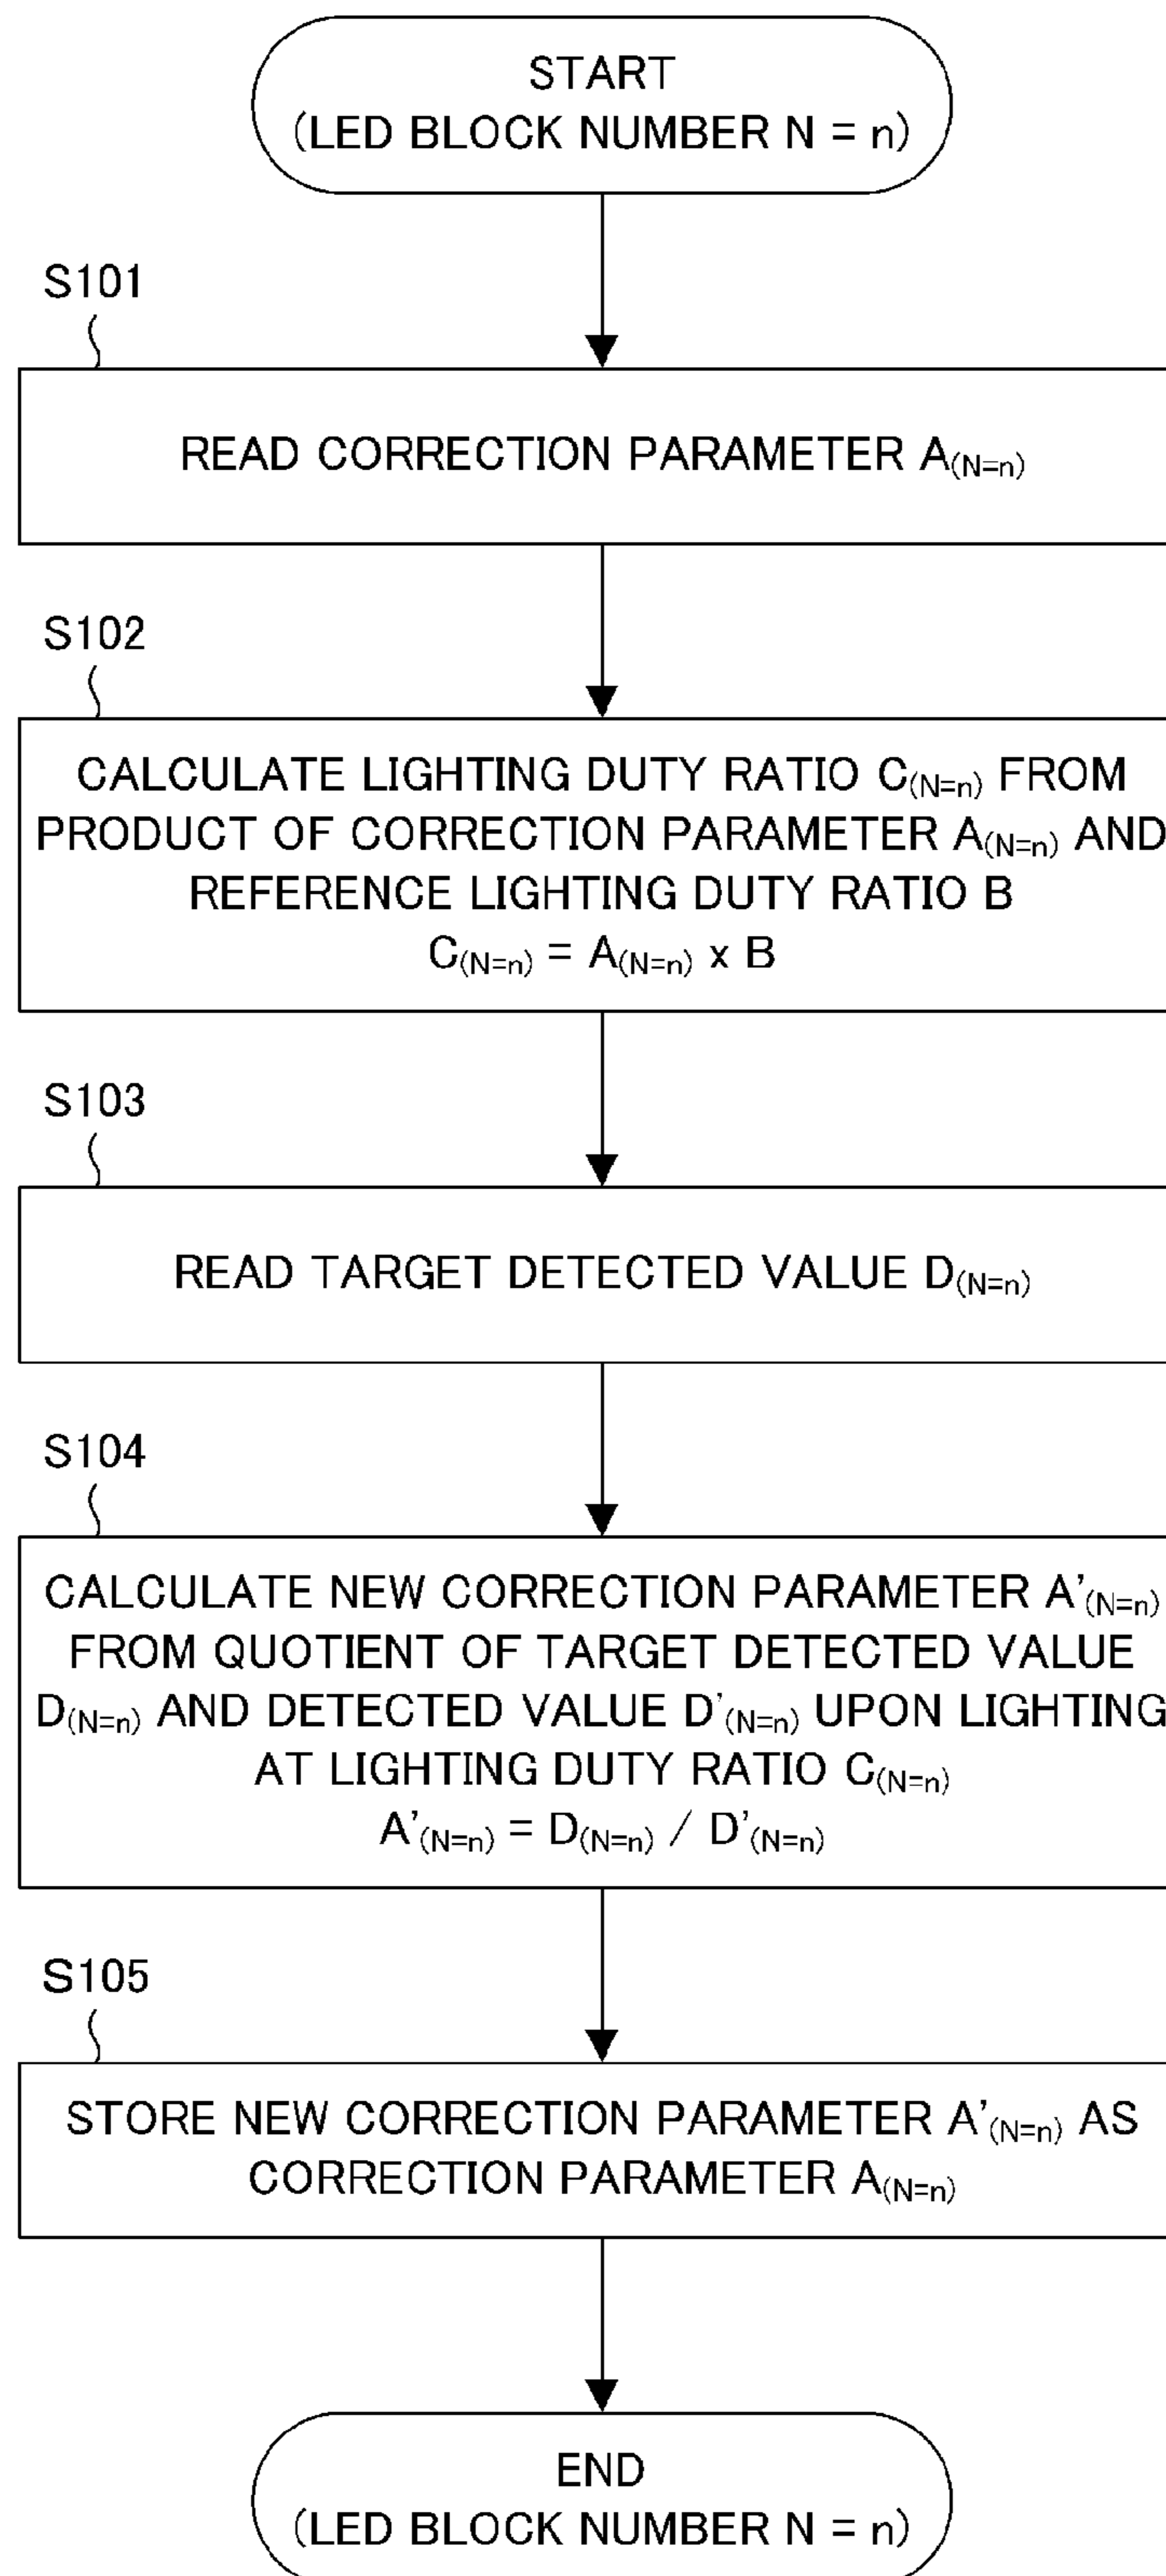 START
(LED BLOCK NUMBER N = n)
S101
READ CORRECTION PARAMETER A(N=n)
S102
CALCULATE LIGHTING DUTY RATIO C(N=n) FROM
PRODUCT OF CORRECTION PARAMETER A(N=n) AND
REFERENCE LIGHTING DUTY RATIO B
C(N=n) = A(N=n) x B
S103
READ TARGET DETECTED VALUE D(N=n)
S104
CALCULATE NEW CORRECTION PARAMETER A'(N=n)
FROM QUOTIENT OF TARGET DETECTED VALUE
D(N=n) AND DETECTED VALUE D'(N=n) UPON LIGHTING
AT LIGHTING DUTY RATIO C(N=n)
A'(N=n) = D(N=n) / D'(N=n)
S105
STORE NEW CORRECTION PARAMETER A'(N=n) AS
CORRECTION PARAMETER A(N=n)
END
(LED BLOCK NUMBER N = n)